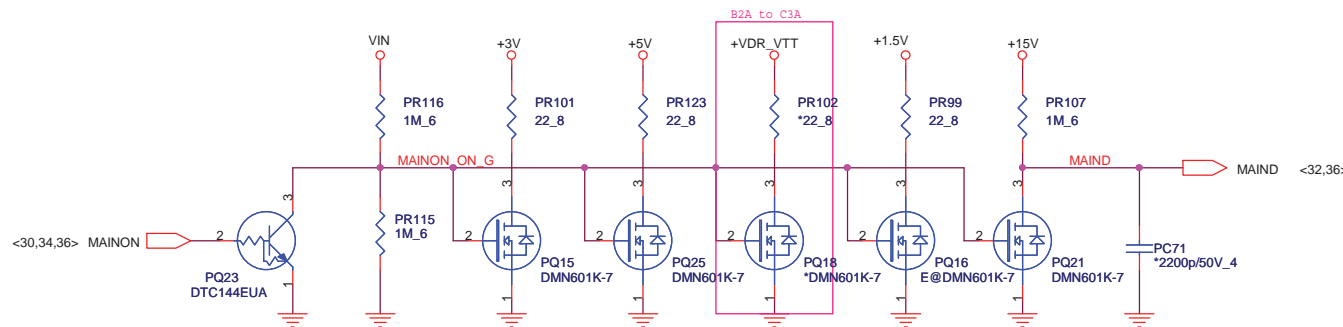 B2A to C3A
VIN
+3V
+5V
+VDR_VTT
+1.5V
+15V
PR116
1M_6
PR101
22_8
PR123
22_8
PR102
*22_8
PR99
22_8
PR107
1M_6
MAINON_ON_G
MAIND
MAIND
<32,36>
3
3
3
3
3
3
PR115
1M_6
<30,34,36> MAINON
2
2
2
2
2
2
PC71
*2200p/50V_4
PQ23
DTC144EUA
PQ15
DMN601K-7
PQ25
DMN601K-7
PQ18
*DMN601K-7
PQ16
E@DMN601K-7
PQ21
DMN601K-7
1
1
1
1
1
1